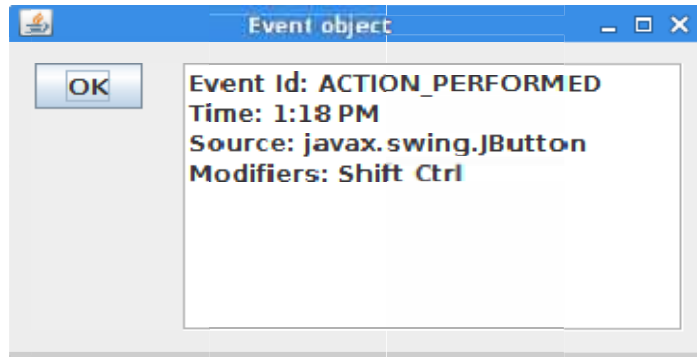 Event object
OK
Event Id: ACTION_PERFORMED
Time: 1:18 PM
Source: javax.swing.JButton
Modifiers: Shift Ctrl